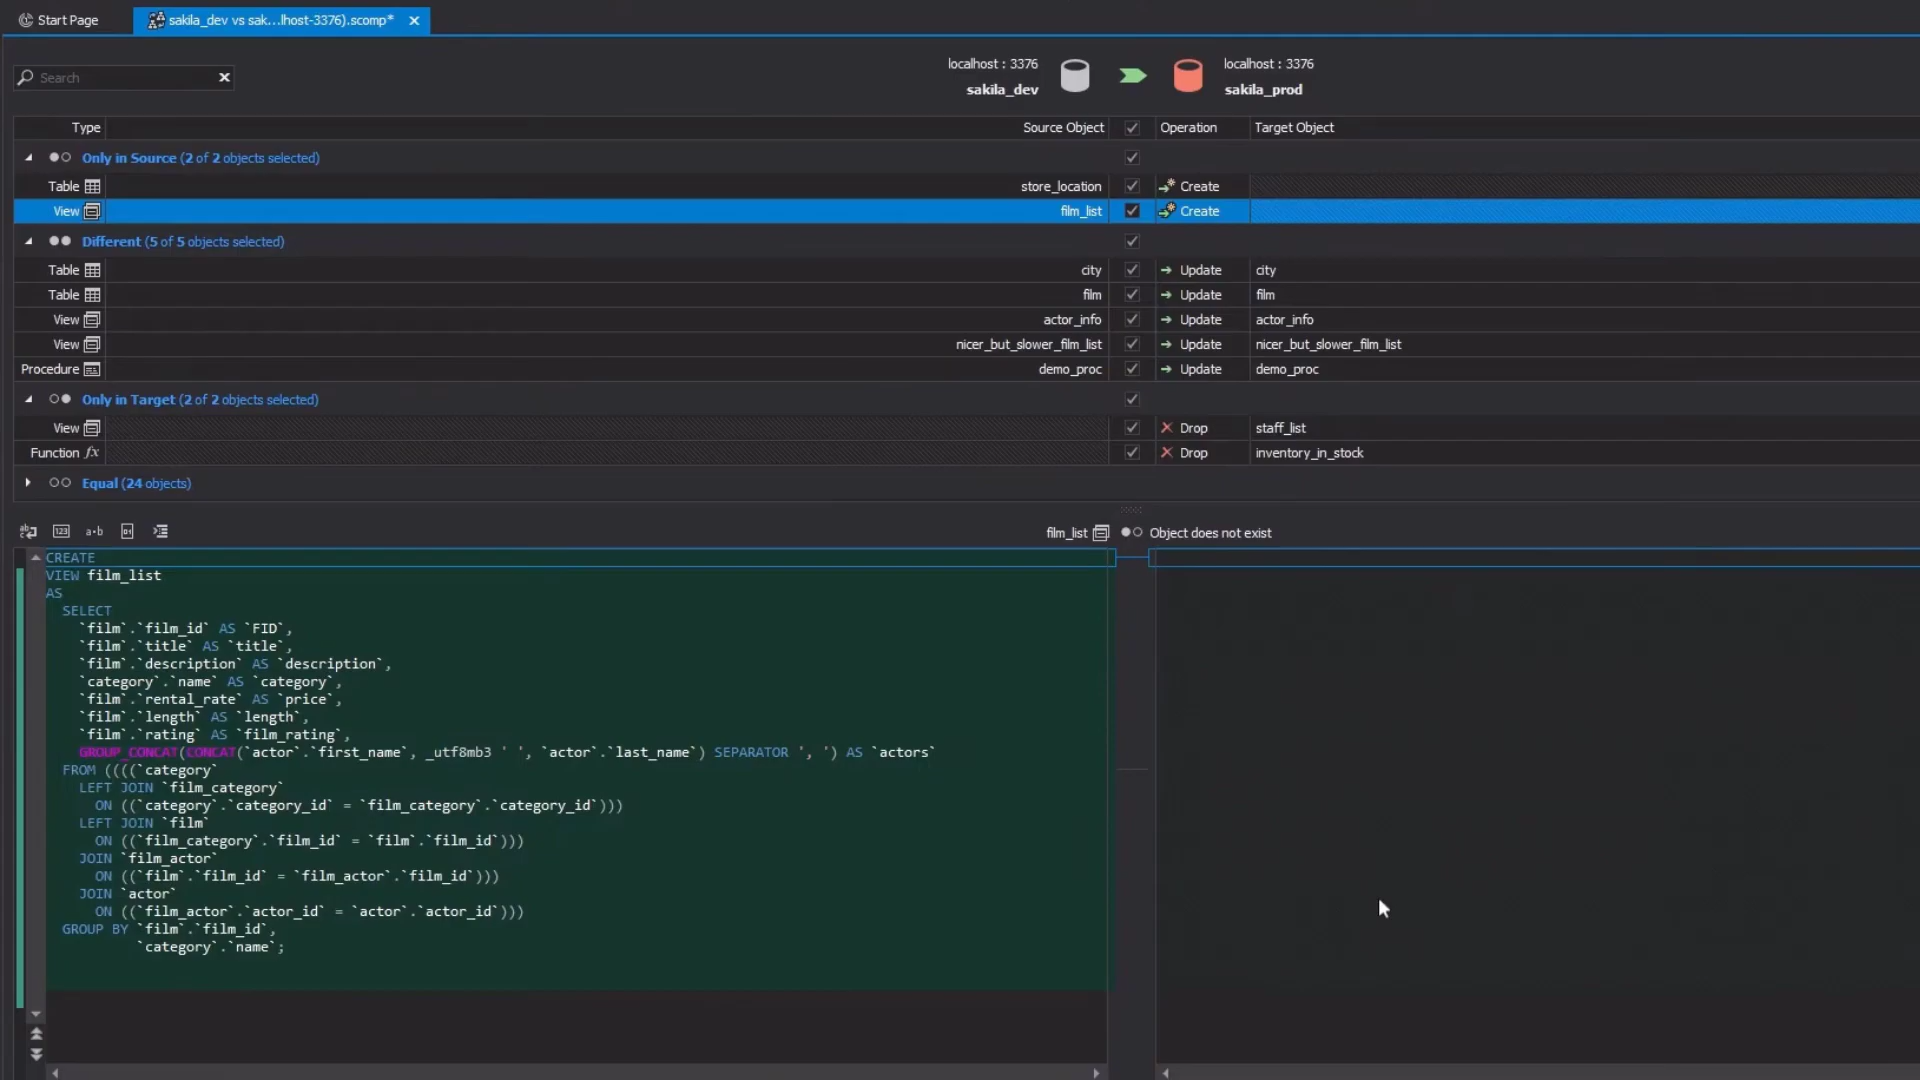 Start Page
sakila_dev vs sak...lhost-3376).scomp*
Search
localhost : 3376
sakila_dev
localhost : 3376
sakila_prod
Type Source Object Operation Target Object
Only in Source (2 of 2 objects selected)
Table store_location Create
View film_list Create
Different (5 of 5 objects selected)
Table city Update city
Table film Update film
View actor_info Update actor_info
View nicer_but_slower_film_list Update nicer_but_slower_film_list
Procedure demo_proc Update demo_proc
Only in Target (2 of 2 objects selected)
View Drop staff_list
Function fx Drop inventory_in_stock
Equal (24 objects)
film_list Object does not exist
CREATE
VIEW film_list
AS
SELECT
`film`.`film_id` AS `FID`,
`film`.`title` AS `title`,
`film`.`description` AS `description`,
`category`.`name` AS `category`,
`film`.`rental_rate` AS `price`,
`film`.`length` AS `length`,
`film`.`rating` AS `film_rating`,
GROUP_CONCAT(CONCAT(`actor`.`first_name`, _utf8mb3 ' ', `actor`.`last_name`) SEPARATOR ', ') AS `actors`
FROM ((((`category`
LEFT JOIN `film_category`
ON ((`category`.`category_id` = `film_category`.`category_id`)))
LEFT JOIN `film`
ON ((`film_category`.`film_id` = `film`.`film_id`)))
JOIN `film_actor`
ON ((`film`.`film_id` = `film_actor`.`film_id`)))
JOIN `actor`
ON ((`film_actor`.`actor_id` = `actor`.`actor_id`)))
GROUP BY `film`.`film_id`,
`category`.`name`;